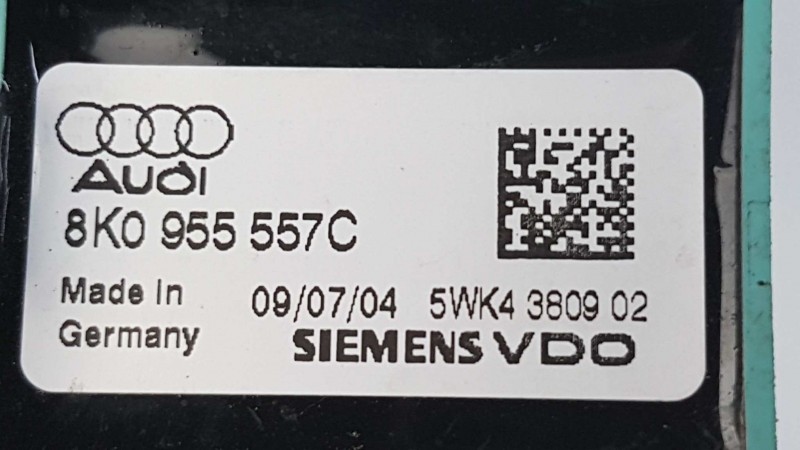 AUDI
8K0 955 557C
Made in
Germany
09/07/04 5WK4 3809 02
SIEMENS VDO